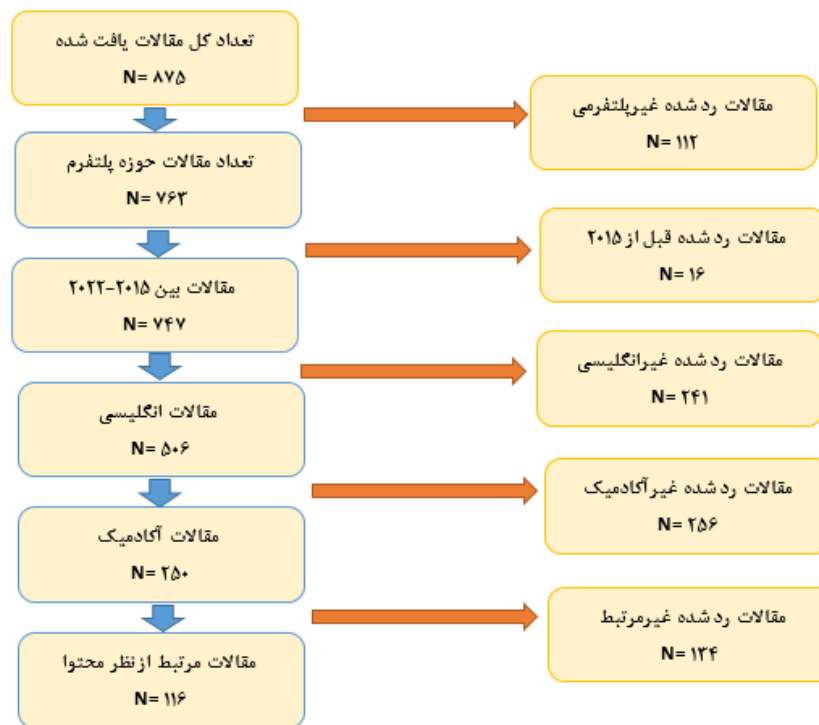 تعداد کل مقالات یافت شده
N= ۸۷۵
مقالات رد شده غیرپلتفرمی
N= ۱۱۲
تعداد مقالات حوزه پلتفرم
N= ۷۶۳
مقالات رد شده قبل از ۲۰۱۵
N= ۱۶
مقالات بین ۲۰۱۵-۲۰۲۲
N= ۷۴۷
مقالات رد شده غیرانگلیسی
N= ۲۴۱
مقالات انگلیسی
N= ۵۰۶
مقالات رد شده غیرآکادمیک
N= ۲۵۶
مقالات آکادمیک
N= ۲۵۰
مقالات رد شده غیرمرتبط
N= ۱۳۴
مقالات مرتبط ازنظر محتوا
N= ۱۱۶